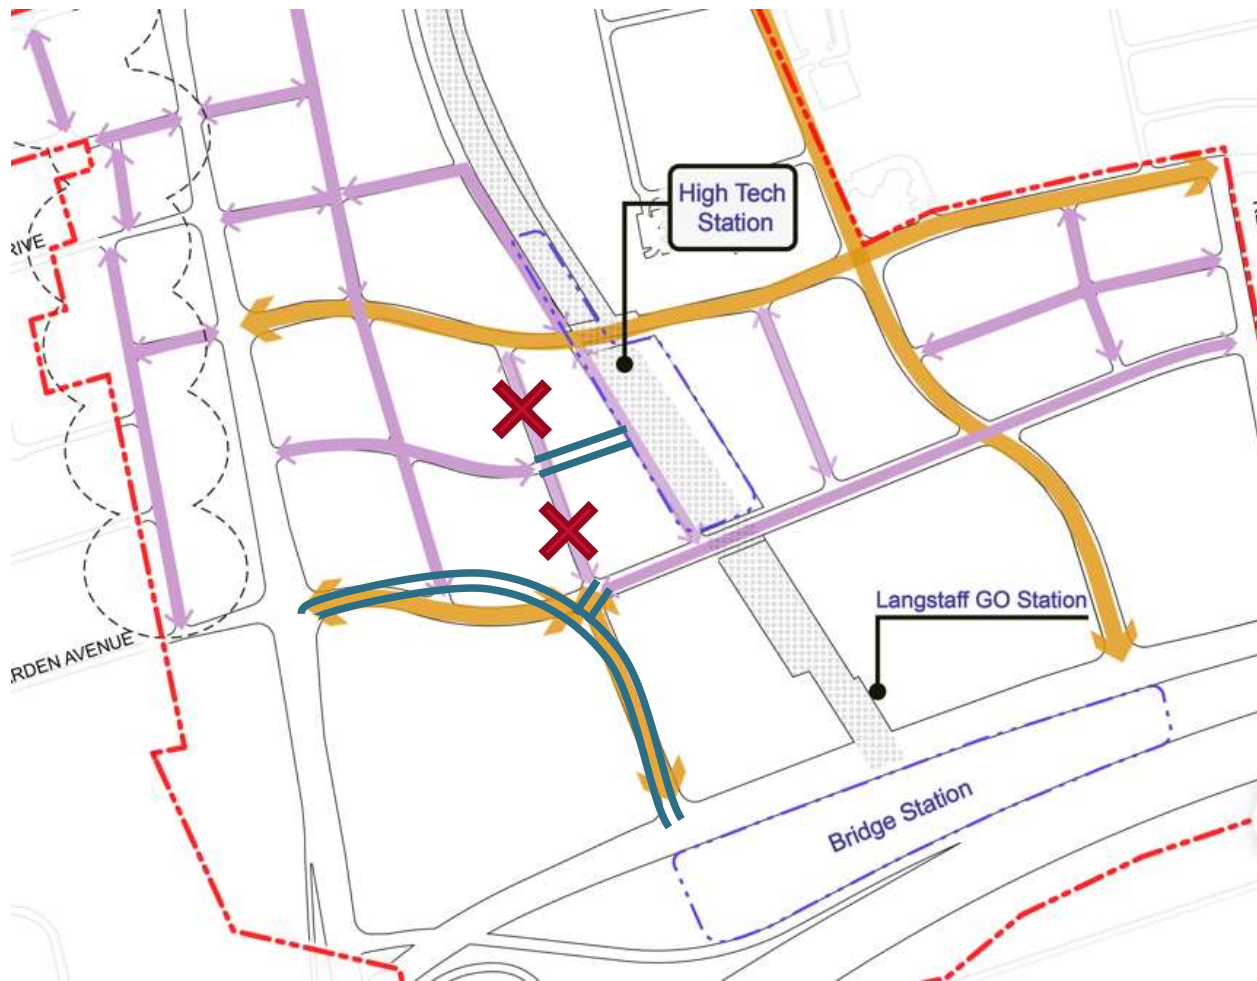 High Tech
Station
RIVE
Langstaff GO Station
RDEN AVENUE
Bridge Station